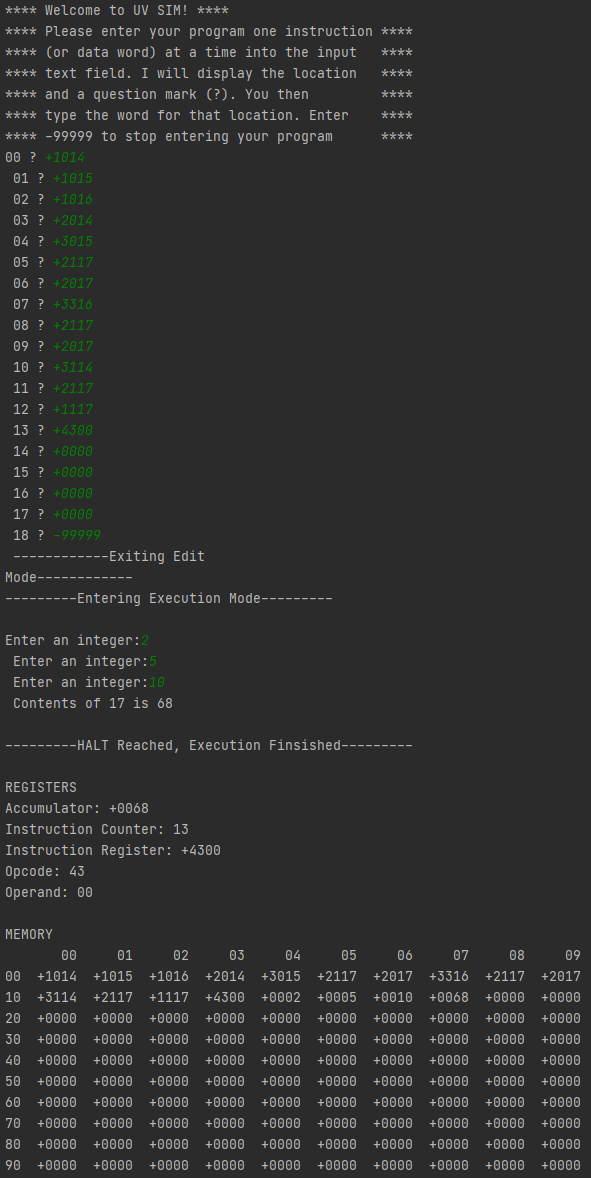 **** Welcome to UV SIM! ****
**** Please enter your program one instruction ****
**** (or data word) at a time into the input   ****
**** text field. I will display the location   ****
**** and a question mark (?). You then         ****
**** type the word for that location. Enter    ****
**** -99999 to stop entering your program      ****
00 ? +1014
 01 ? +1015
 02 ? +1016
 03 ? +2014
 04 ? +3015
 05 ? +2117
 06 ? +2017
 07 ? +3316
 08 ? +2117
 09 ? +2017
 10 ? +3114
 11 ? +2117
 12 ? +1117
 13 ? +4300
 14 ? +0000
 15 ? +0000
 16 ? +0000
 17 ? +0000
 18 ? -99999
 ------------Exiting Edit
Mode------------
---------Entering Execution Mode---------
Enter an integer:2
 Enter an integer:5
 Enter an integer:10
 Contents of 17 is 68
---------HALT Reached, Execution Finsished---------
REGISTERS
Accumulator: +0068
Instruction Counter: 13
Instruction Register: +4300
Opcode: 43
Operand: 00
MEMORY
       00     01     02     03     04     05     06     07     08     09
00  +1014  +1015  +1016  +2014  +3015  +2117  +2017  +3316  +2117  +2017
10  +3114  +2117  +1117  +4300  +0002  +0005  +0010  +0068  +0000  +0000
20  +0000  +0000  +0000  +0000  +0000  +0000  +0000  +0000  +0000  +0000
30  +0000  +0000  +0000  +0000  +0000  +0000  +0000  +0000  +0000  +0000
40  +0000  +0000  +0000  +0000  +0000  +0000  +0000  +0000  +0000  +0000
50  +0000  +0000  +0000  +0000  +0000  +0000  +0000  +0000  +0000  +0000
60  +0000  +0000  +0000  +0000  +0000  +0000  +0000  +0000  +0000  +0000
70  +0000  +0000  +0000  +0000  +0000  +0000  +0000  +0000  +0000  +0000
80  +0000  +0000  +0000  +0000  +0000  +0000  +0000  +0000  +0000  +0000
90  +0000  +0000  +0000  +0000  +0000  +0000  +0000  +0000  +0000  +0000